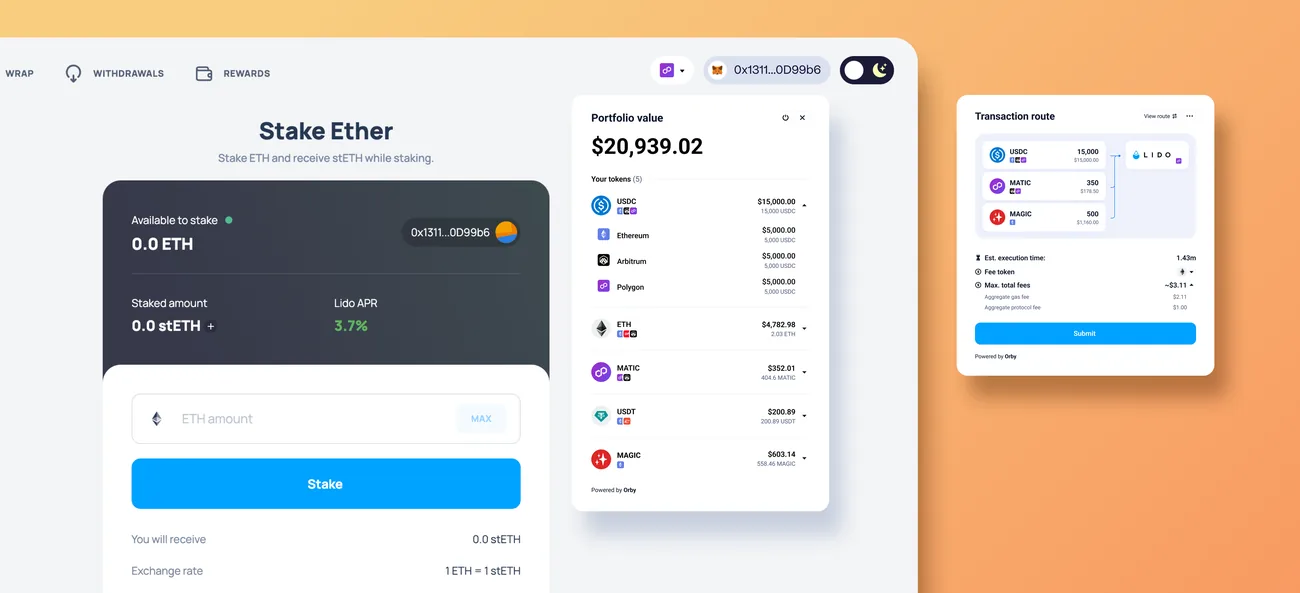 WRAP
WITHDRAWALS
REWARDS
0x1311...0D99b6
Stake Ether
Stake ETH and receive stETH while staking.
Available to stake
0.0 ETH
0x1311...0D99b6
Staked amount
0.0 stETH +
Lido APR
3.7%
ETH amount
MAX
Stake
You will receive
0.0 stETH
Exchange rate
1 ETH = 1 stETH
Portfolio value
$20,939.02
Your tokens (5)
USDC
$15,000.00
15,000 USDC
Ethereum
$5,000.00
5,000 USDC
Arbitrum
$5,000.00
5,000 USDC
Polygon
$5,000.00
5,000 USDC
ETH
$4,782.98
2.03 ETH
MATIC
$352.01
404.6 MATIC
USDT
$200.89
200.89 USDT
MAGIC
$603.14
558.46 MAGIC
Powered by Orby
Transaction route
View route
USDC
15,000
$15,000.00
MATIC
350
$178.50
MAGIC
500
$1,160.00
LIDO
Est. execution time:
1.43m
Fee token
Max. total fees
~$3.11
Aggregate gas fee
$2.11
Aggregate protocol fee
$1.00
Submit
Powered by Orby